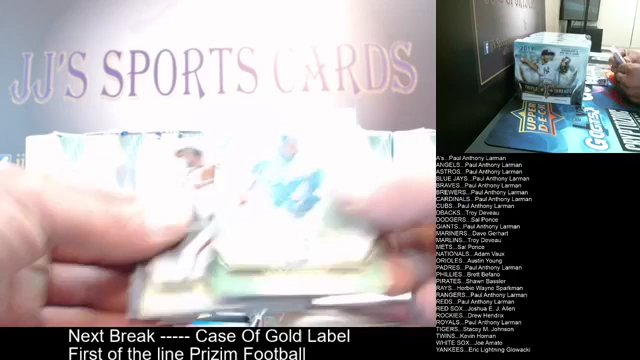 JJ'S SPORTS CARDS
UPPER DECK
A's...Paul Anthony Larman
ANGELS...Paul Anthony Larman
ASTROS...Paul Anthony Larman
BLUE JAYS...Paul Anthony Larman
BRAVES...Paul Anthony Larman
BREWERS...Paul Anthony Larman
CARDINALS...Paul Anthony Larman
CUBS...Paul Anthony Larman
DBACKS...Troy Deveau
DODGERS...Sal Ponce
GIANTS...Paul Anthony Larman
MARINERS...Dave Gerhart
MARLINS...Troy Deveau
METS...Sal Ponce
NATIONALS...Adam Vaux
ORIOLES...Austin Young
PADRES...Paul Anthony Larman
PHILLIES...Brett Befano
PIRATES...Shawn Bassler
RAYS...Herbie Wayne Sparkman
RANGERS...Paul Anthony Larman
REDS...Paul Anthony Larman
RED SOX...Joshua E. J. Allen
ROCKIES...Drew Hendrix
ROYALS...Paul Anthony Larman
TIGERS...Stacey M. Johnson
TWINS...Kevin Homan
WHITE SOX...Joe Amato
YANKEES...Eric Lightning Glowacki
Next Break ----- Case Of Gold Label
First of the line Prizim Football